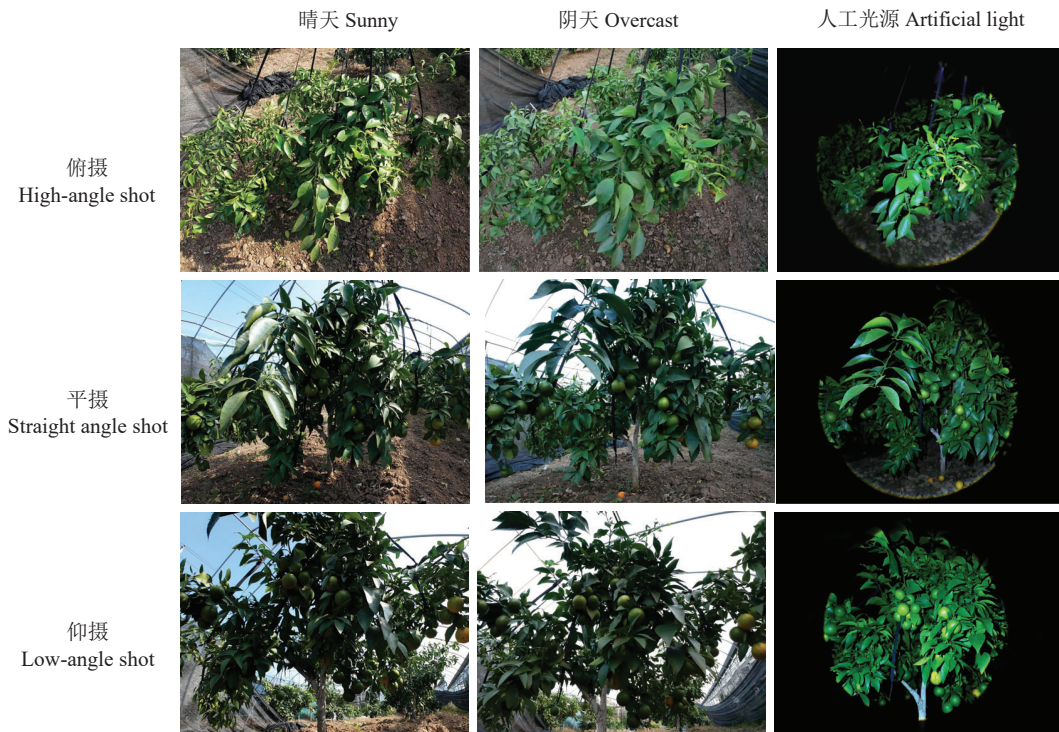 晴天 Sunny
阴天 Overcast
人工光源 Artificial light
俯摄
High-angle shot
平摄
Straight angle shot
仰摄
Low-angle shot